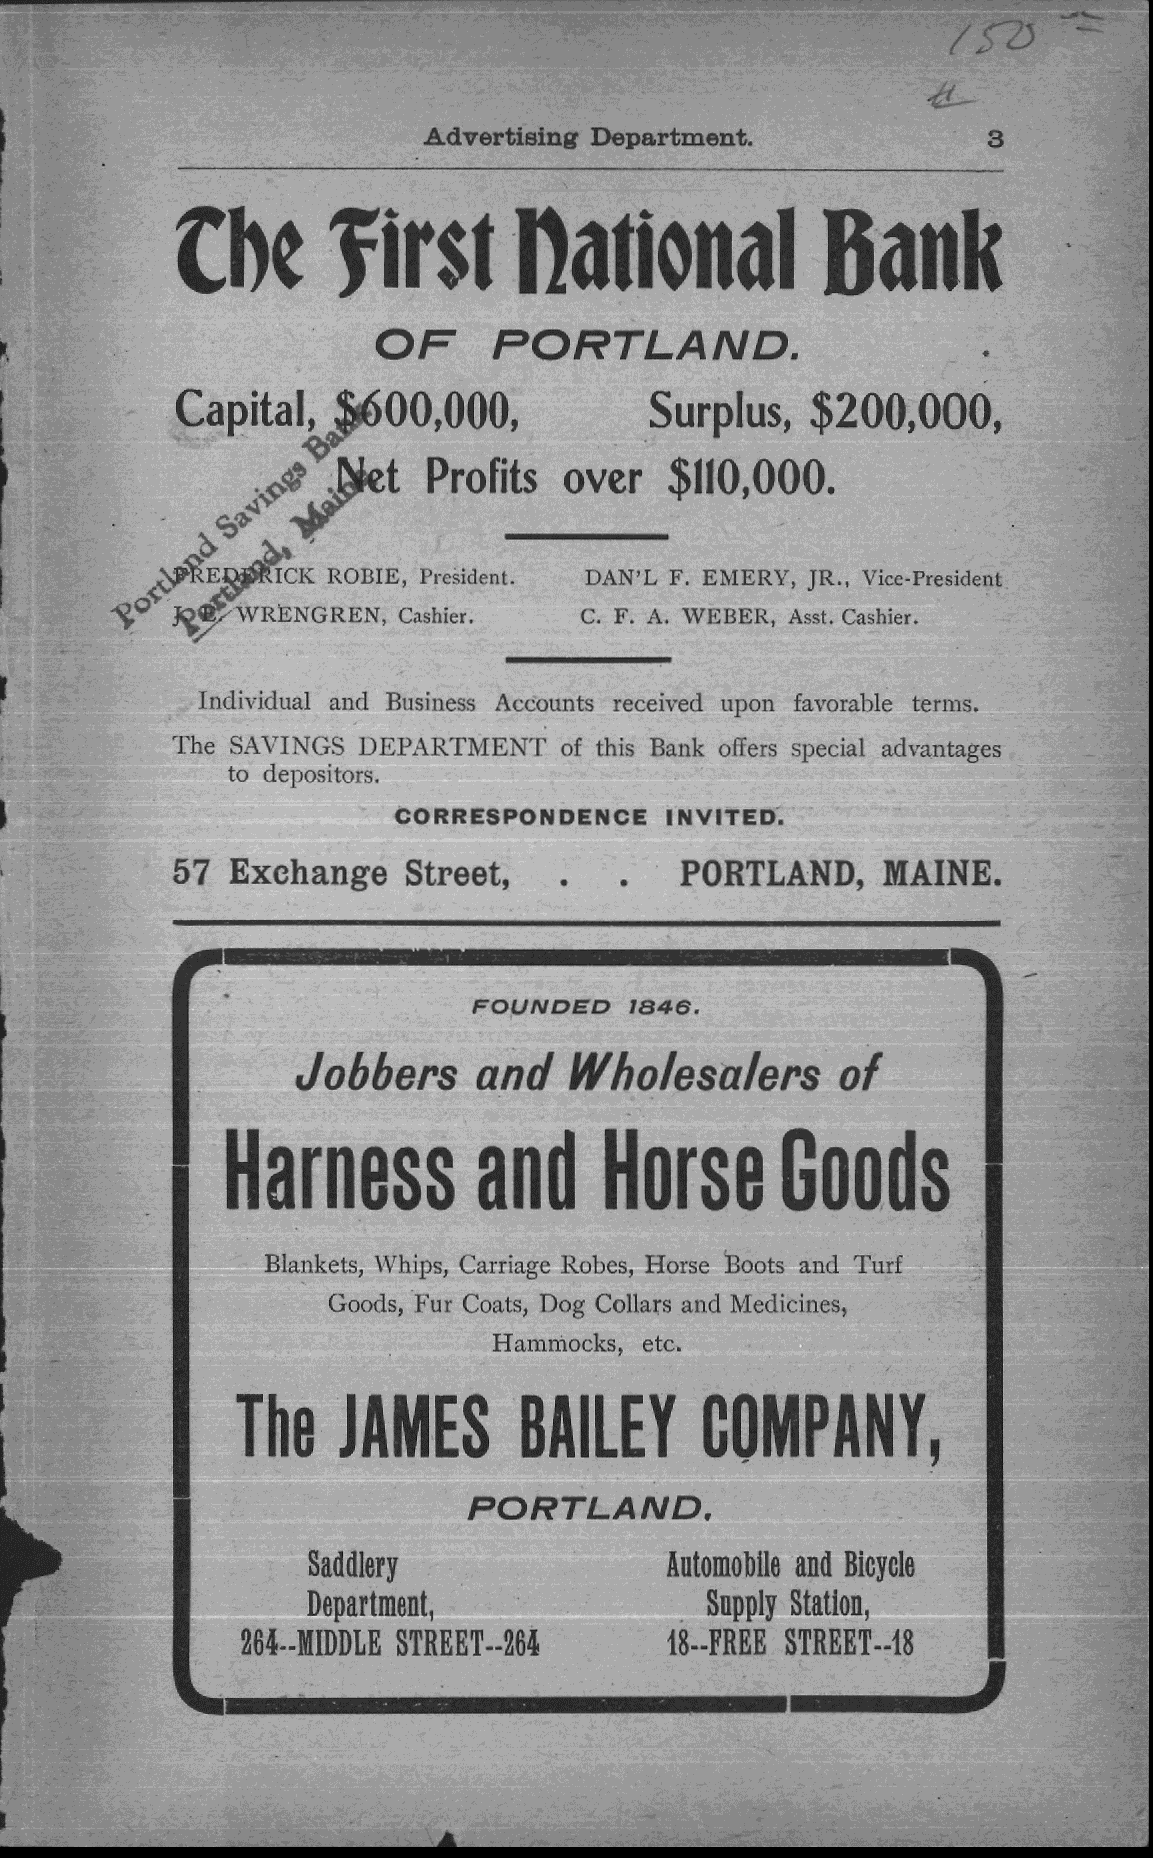 150
Advertising Department. 3
The First National Bank
OF PORTLAND.
Capital, $600,000, Surplus, $200,000,
Net Profits over $110,000.
Portland Savings Bank
Portland, Maine
FREDERICK ROBIE, President. DAN'L F. EMERY, JR., Vice-President
J. E. WRENGREN, Cashier. C. F. A. WEBER, Asst. Cashier.
Individual and Business Accounts received upon favorable terms.
The SAVINGS DEPARTMENT of this Bank offers special advantages
to depositors.
CORRESPONDENCE INVITED.
57 Exchange Street, . . PORTLAND, MAINE.
FOUNDED 1846.
Jobbers and Wholesalers of
Harness and Horse Goods
Blankets, Whips, Carriage Robes, Horse Boots and Turf
Goods, Fur Coats, Dog Collars and Medicines,
Hammocks, etc.
The JAMES BAILEY COMPANY,
PORTLAND.
Saddlery Automobile and Bicycle
Department, Supply Station,
264--MIDDLE STREET--264 18--FREE STREET--18